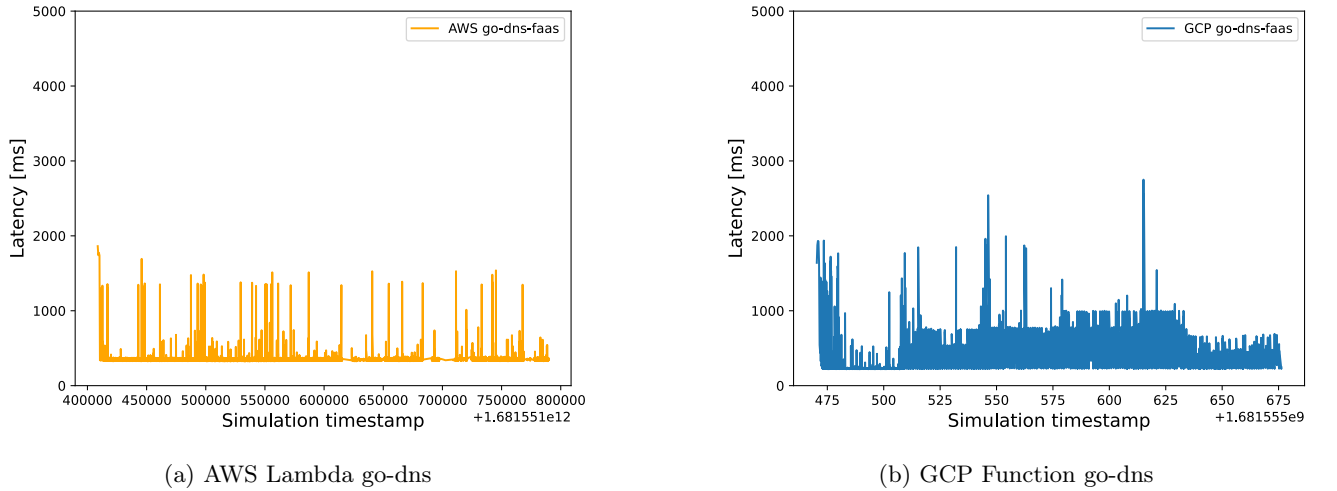 5000
4000
3000
2000
1000
0
Latency [ms]
AWS go-dns-faas
400000 450000 500000 550000 600000 650000 700000 750000 800000
Simulation timestamp
+1.681551e12
(a) AWS Lambda go-dns
5000
4000
3000
2000
1000
0
Latency [ms]
GCP go-dns-faas
475 500 525 550 575 600 625 650 675
Simulation timestamp
+1.681555e9
(b) GCP Function go-dns